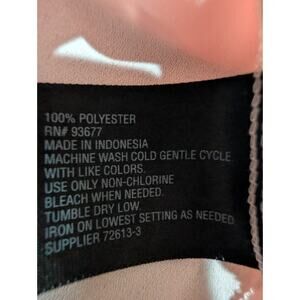 100% POLYESTER
RN# 93677
MADE IN INDONESIA
MACHINE WASH COLD GENTLE CYCLE
WITH LIKE COLORS.
USE ONLY NON-CHLORINE
BLEACH WHEN NEEDED.
TUMBLE DRY LOW.
IRON ON LOWEST SETTING AS NEEDED
SUPPLIER 72613-3